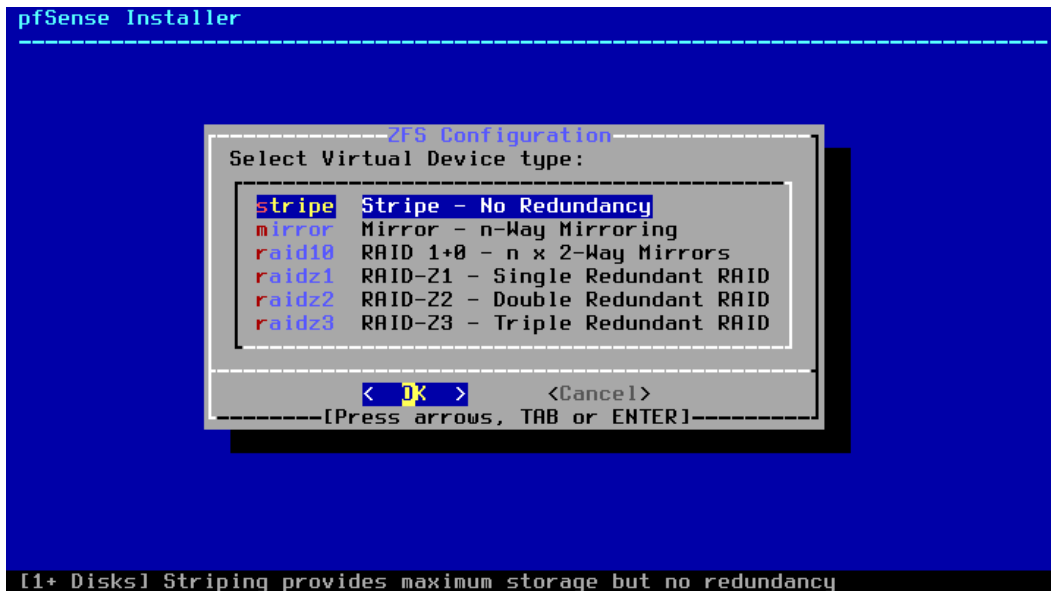 pfSense Installer
ZFS Configuration
Select Virtual Device type:
stripe Stripe - No Redundancy
mirror Mirror - n-Way Mirroring
raid10 RAID 1+0 - n x 2-Way Mirrors
raidz1 RAID-Z1 - Single Redundant RAID
raidz2 RAID-Z2 - Double Redundant RAID
raidz3 RAID-Z3 - Triple Redundant RAID
< OK > <Cancel>
[Press arrows, TAB or ENTER]
[1+ Disks] Striping provides maximum storage but no redundancy